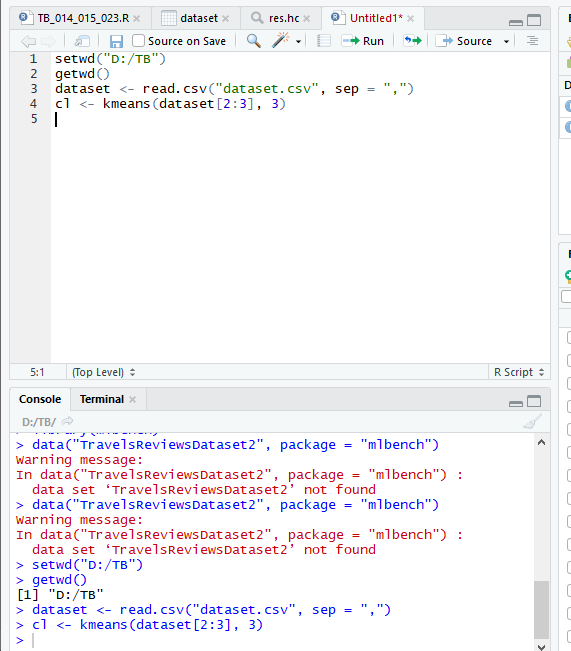 TB_014_015_023.R × dataset × res.hc × Untitled1* ×
Source on Save Run Source
1 setwd("D:/TB")
2 getwd()
3 dataset <- read.csv("dataset.csv", sep = ",")
4 cl <- kmeans(dataset[2:3], 3)
5
5:1 (Top Level) R Script
Console Terminal ×
D:/TB/
> data("TravelsReviewsDataset2", package = "mlbench")
Warning message:
In data("TravelsReviewsDataset2", package = "mlbench") :
data set ‘TravelsReviewsDataset2’ not found
> data("TravelsReviewsDataset2", package = "mlbench")
Warning message:
In data("TravelsReviewsDataset2", package = "mlbench") :
data set ‘TravelsReviewsDataset2’ not found
> setwd("D:/TB")
> getwd()
[1] "D:/TB"
> dataset <- read.csv("dataset.csv", sep = ",")
> cl <- kmeans(dataset[2:3], 3)
>